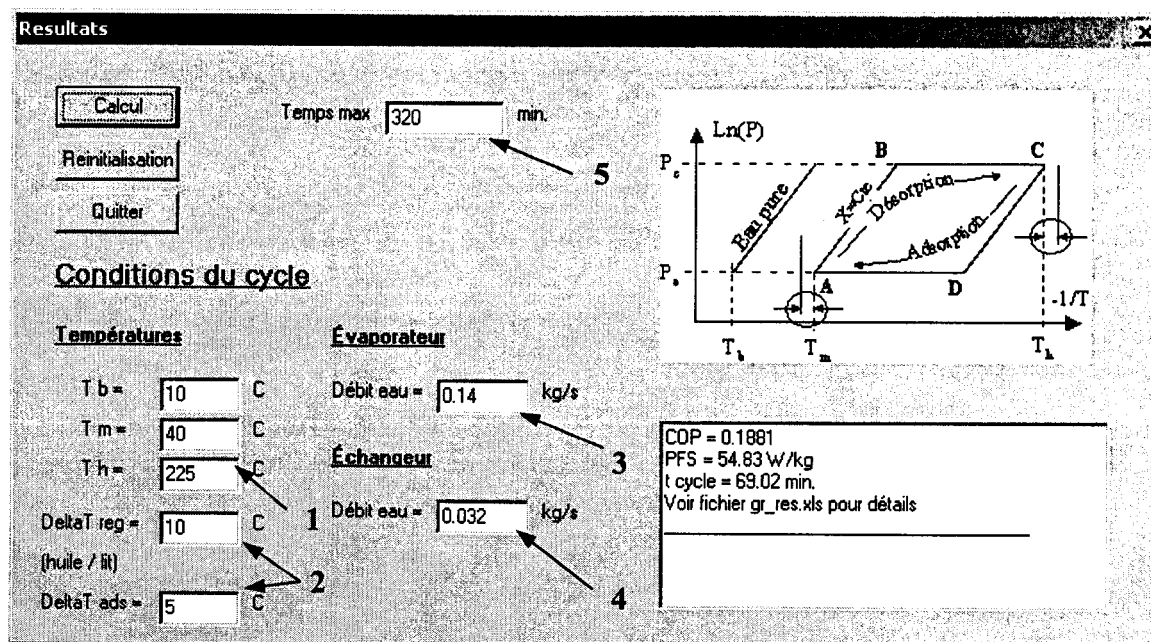 Resultats
Calcul
Reinitialisation
Quitter
Temps max 320 min.
5
Conditions du cycle
Températures
T b = 10 C
T m = 40 C
T h = 225 C
1
DeltaT reg = 10 C
(huile / lit)
2
DeltaT ads = 5 C
Évaporateur
Débit eau = 0.14 kg/s
3
Échangeur
Débit eau = 0.032 kg/s
4
Ln(P)
B
C
P c
Eau pure
X=Cte
Désorption
Adsorption
P
A
D
-1/T
T b
T m
T h
COP = 0.1881
PFS = 54.83 W/kg
t cycle = 69.02 min.
Voir fichier gr_res.xls pour détails